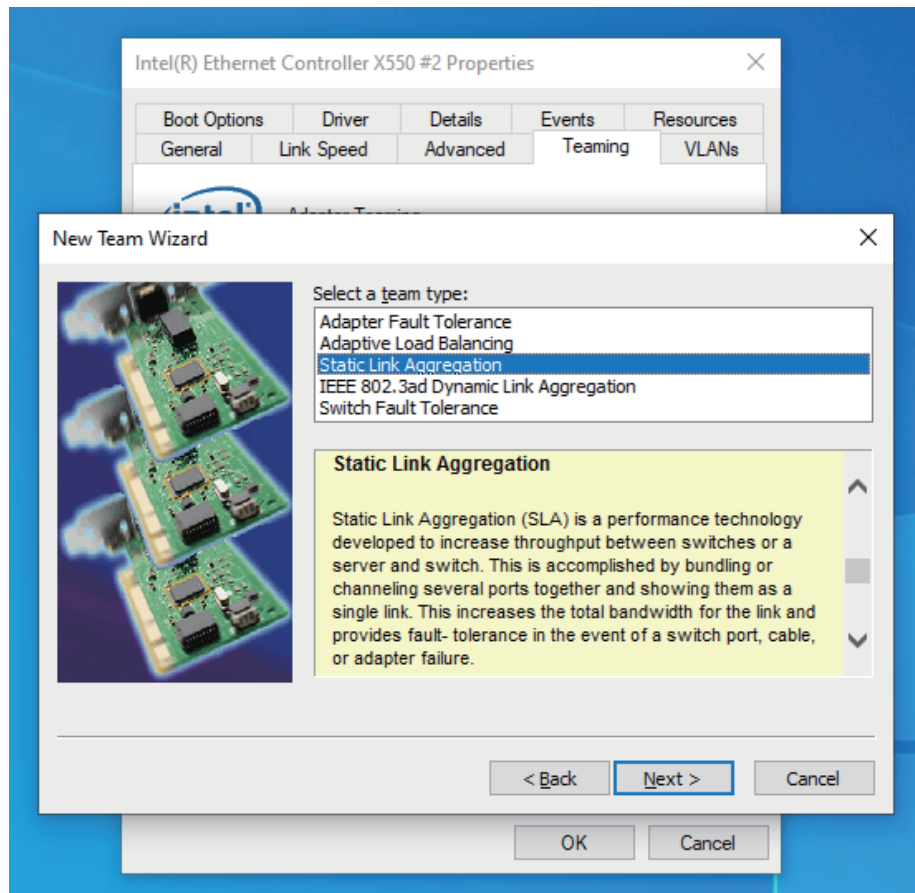 Intel(R) Ethernet Controller X550 #2 Properties
Boot Options Driver Details Events Resources
General Link Speed Advanced Teaming VLANs
New Team Wizard
Select a team type:
Adapter Fault Tolerance
Adaptive Load Balancing
Static Link Aggregation
IEEE 802.3ad Dynamic Link Aggregation
Switch Fault Tolerance
Static Link Aggregation
Static Link Aggregation (SLA) is a performance technology
developed to increase throughput between switches or a
server and switch. This is accomplished by bundling or
channeling several ports together and showing them as a
single link. This increases the total bandwidth for the link and
provides fault- tolerance in the event of a switch port, cable,
or adapter failure.
< Back Next > Cancel
OK Cancel